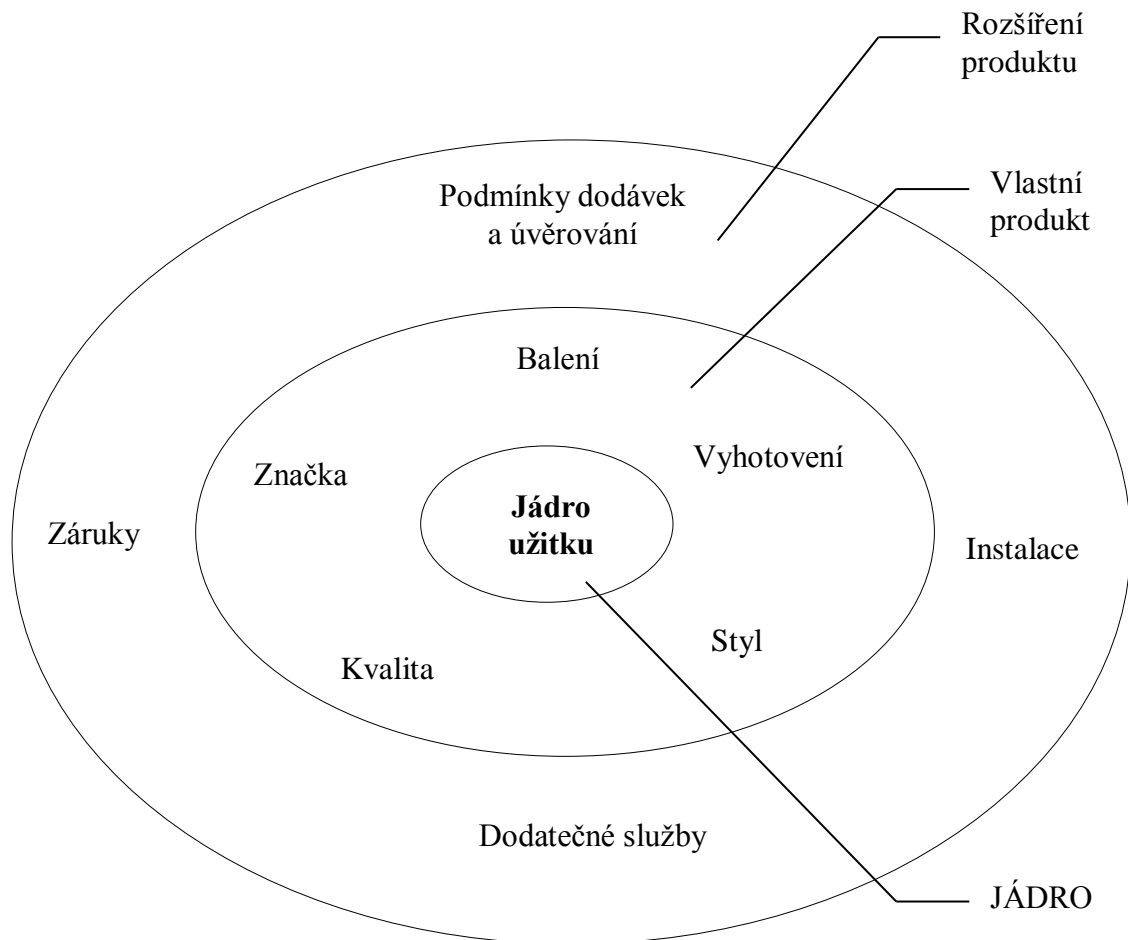 Rozšíření
produktu
Vlastní
produkt
Podmínky dodávek
a úvěrování
Balení
Vyhotovení
Značka
Jádro
užitku
Záruky
Instalace
Styl
Kvalita
Dodatečné služby
JÁDRO